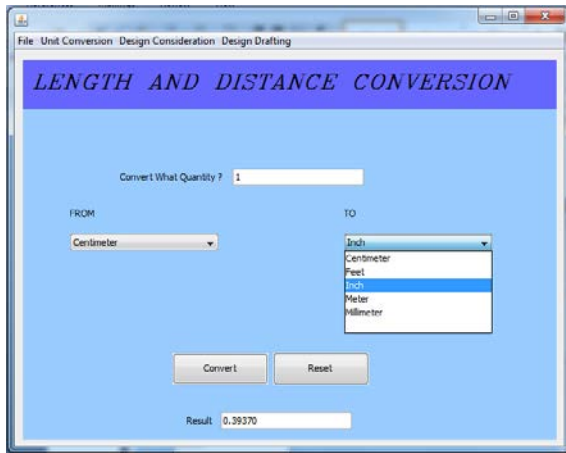 File Unit Conversion Design Consideration Design Drafting
LENGTH AND DISTANCE CONVERSION
Convert What Quantity ? 1
FROM TO
Centimeter Inch
Centimeter
Feet
Inch
Meter
Millimeter
Convert Reset
Result 0.39370